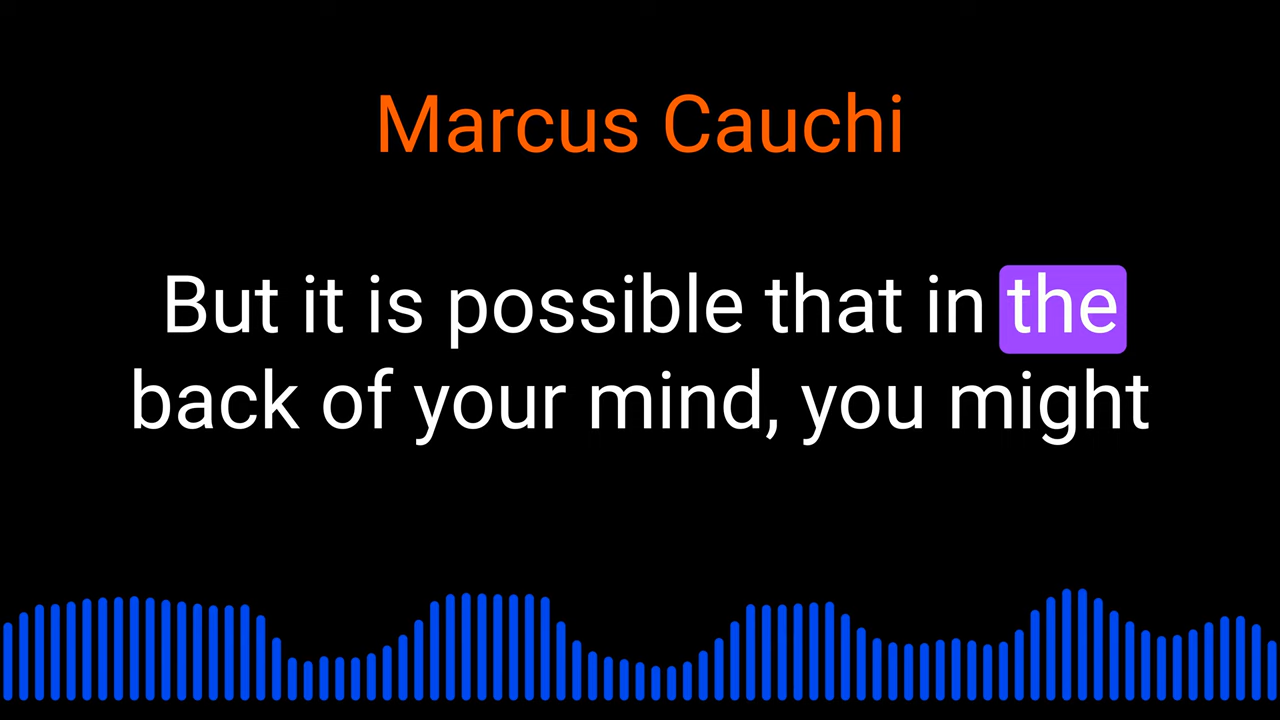 Marcus Cauchi
But it is possible that in the
back of your mind, you might